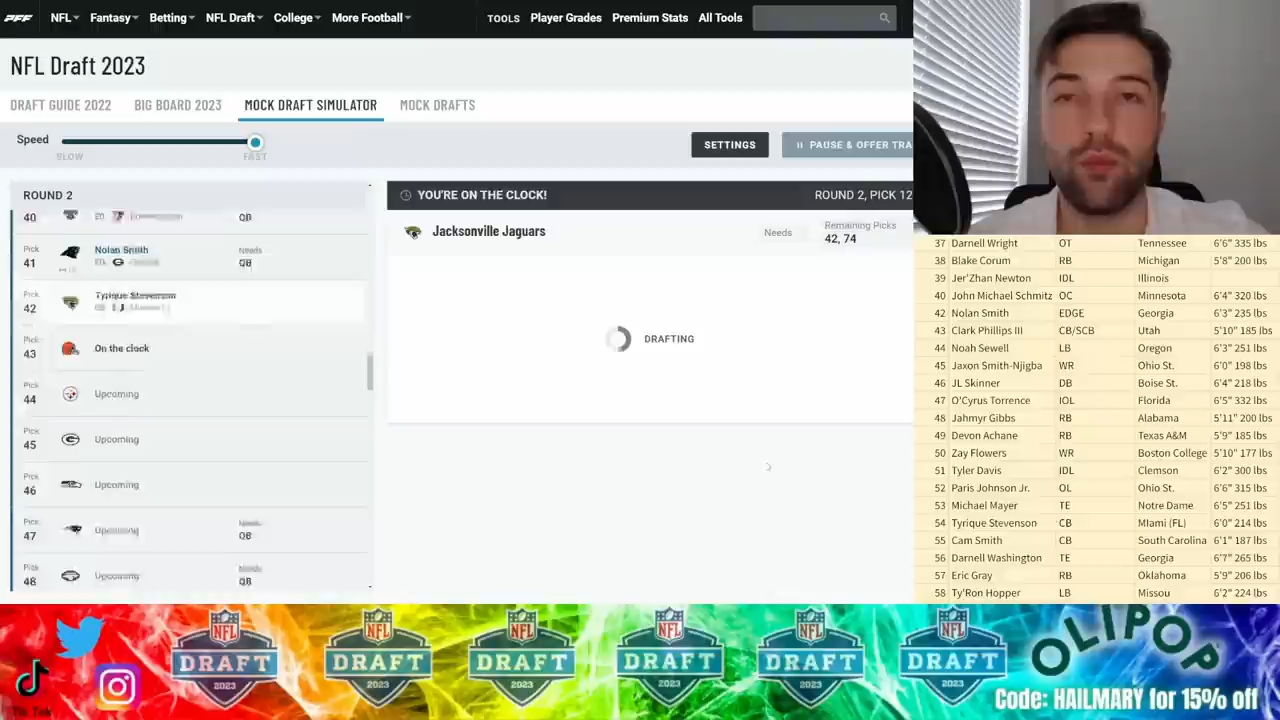 PFF NFL Fantasy Betting NFL Draft College More Football TOOLS Player Grades Premium Stats All Tools
NFL Draft 2023
DRAFT GUIDE 2022 BIG BOARD 2023 MOCK DRAFT SIMULATOR MOCK DRAFTS
Speed
SLOW FAST
SETTINGS
PAUSE & OFFER TRA
ROUND 2
40 QB
Pick 41 Nolan Smith Needs
QB
Pick 42 Tyrique Stevenson
Pick 43 On the clock
Pick 44 Upcoming
Pick 45 Upcoming
Pick 46 Upcoming
Pick 47 Upcoming Needs
QB
Pick 48 Upcoming Needs
QB
YOU'RE ON THE CLOCK! ROUND 2, PICK 12
Jacksonville Jaguars Needs Remaining Picks
42, 74
DRAFTING
37 Darnell Wright OT Tennessee 6'6" 335 lbs
38 Blake Corum RB Michigan 5'8" 200 lbs
39 Jer'Zhan Newton IDL Illinois
40 John Michael Schmitz OC Minnesota 6'4" 320 lbs
42 Nolan Smith EDGE Georgia 6'3" 235 lbs
43 Clark Phillips III CB/SCB Utah 5'10" 185 lbs
44 Noah Sewell LB Oregon 6'3" 251 lbs
45 Jaxon Smith-Njigba WR Ohio St. 6'0" 198 lbs
46 JL Skinner DB Boise St. 6'4" 218 lbs
47 O'Cyrus Torrence IOL Florida 6'5" 332 lbs
48 Jahmyr Gibbs RB Alabama 5'11" 200 lbs
49 Devon Achane RB Texas A&M 5'9" 185 lbs
50 Zay Flowers WR Boston College 5'10" 177 lbs
51 Tyler Davis IDL Clemson 6'2" 300 lbs
52 Paris Johnson Jr. OL Ohio St. 6'6" 315 lbs
53 Michael Mayer TE Notre Dame 6'5" 251 lbs
54 Tyrique Stevenson CB MIami (FL) 6'0" 214 lbs
55 Cam Smith CB South Carolina 6'1" 187 lbs
56 Darnell Washington TE Georgia 6'7" 265 lbs
57 Eric Gray RB Oklahoma 5'9" 206 lbs
58 Ty'Ron Hopper LB Missou 6'2" 224 lbs
NFL DRAFT 2023
NFL DRAFT 2023
NFL DRAFT 2023
NFL DRAFT 2023
NFL DRAFT 2023
NFL DRAFT 2023
OLIPOP
Code: HAILMARY for 15% off
Tik Tok